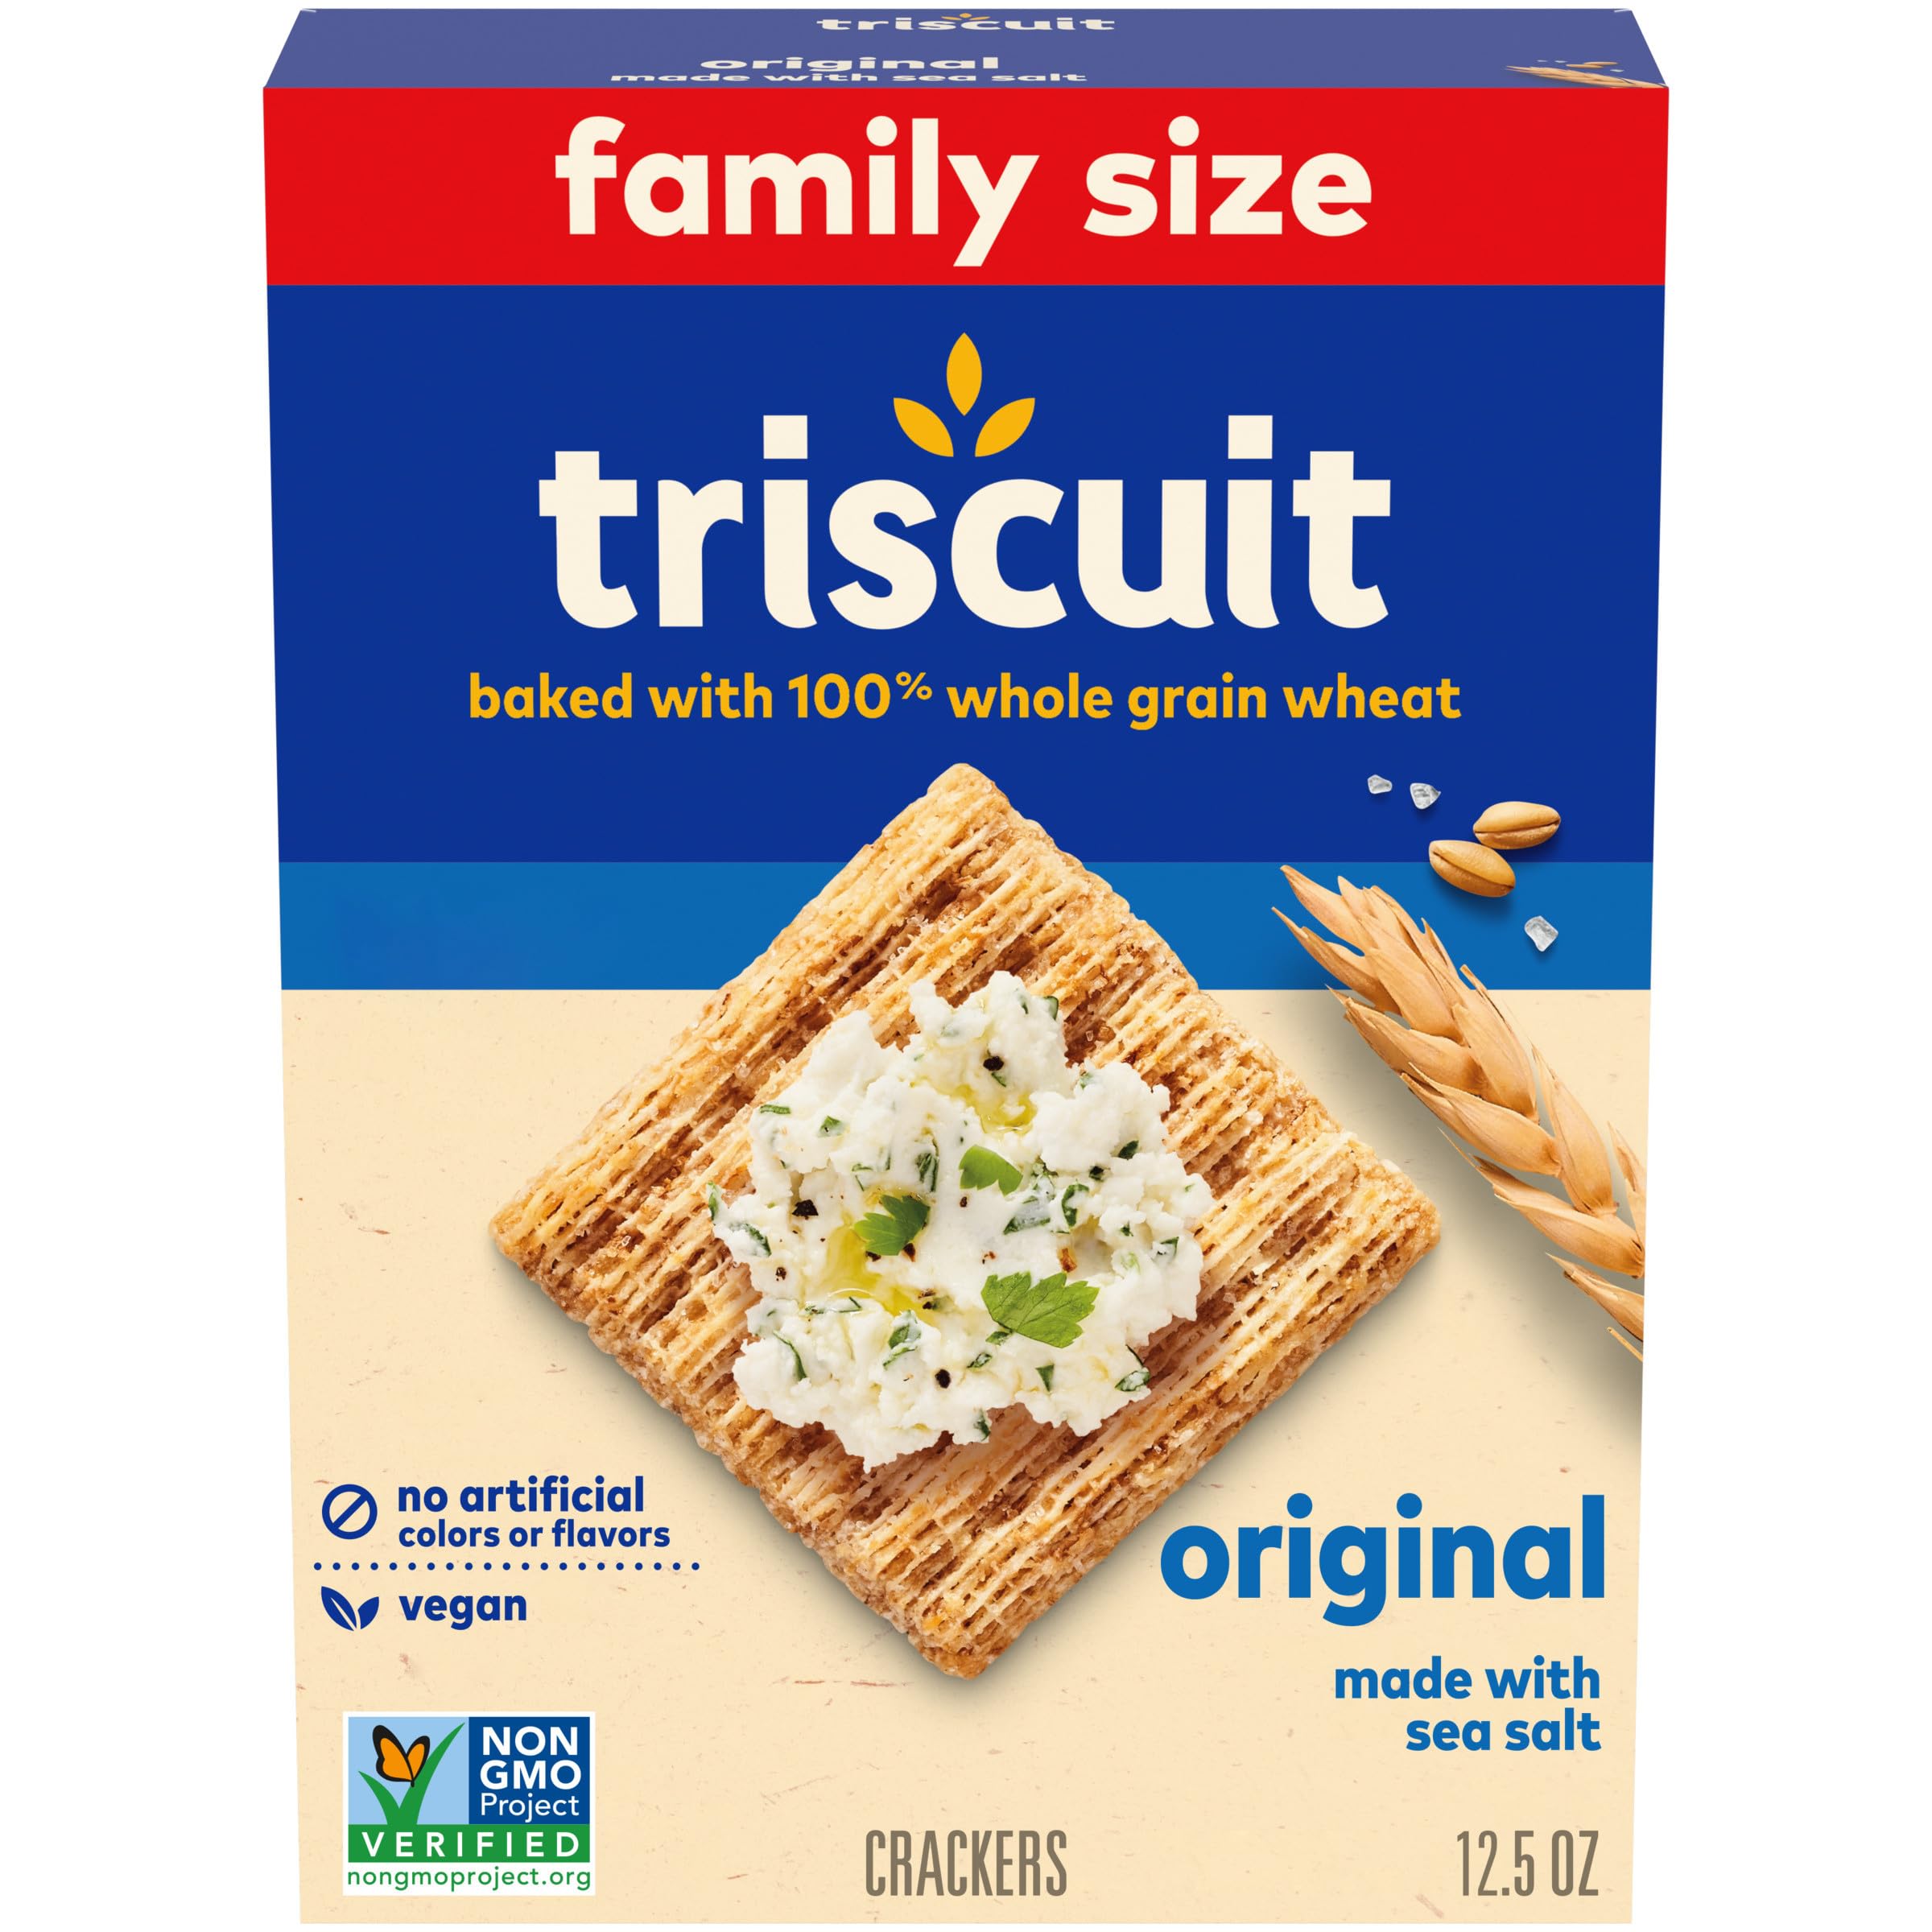 triscuit
original
made with sea salt
family size
triscuit
baked with 100% whole grain wheat
no artificial
colors or flavors
vegan
original
made with
sea salt
NON
GMO
Project
VERIFIED
nongmoproject.org
CRACKERS
12.5 OZ